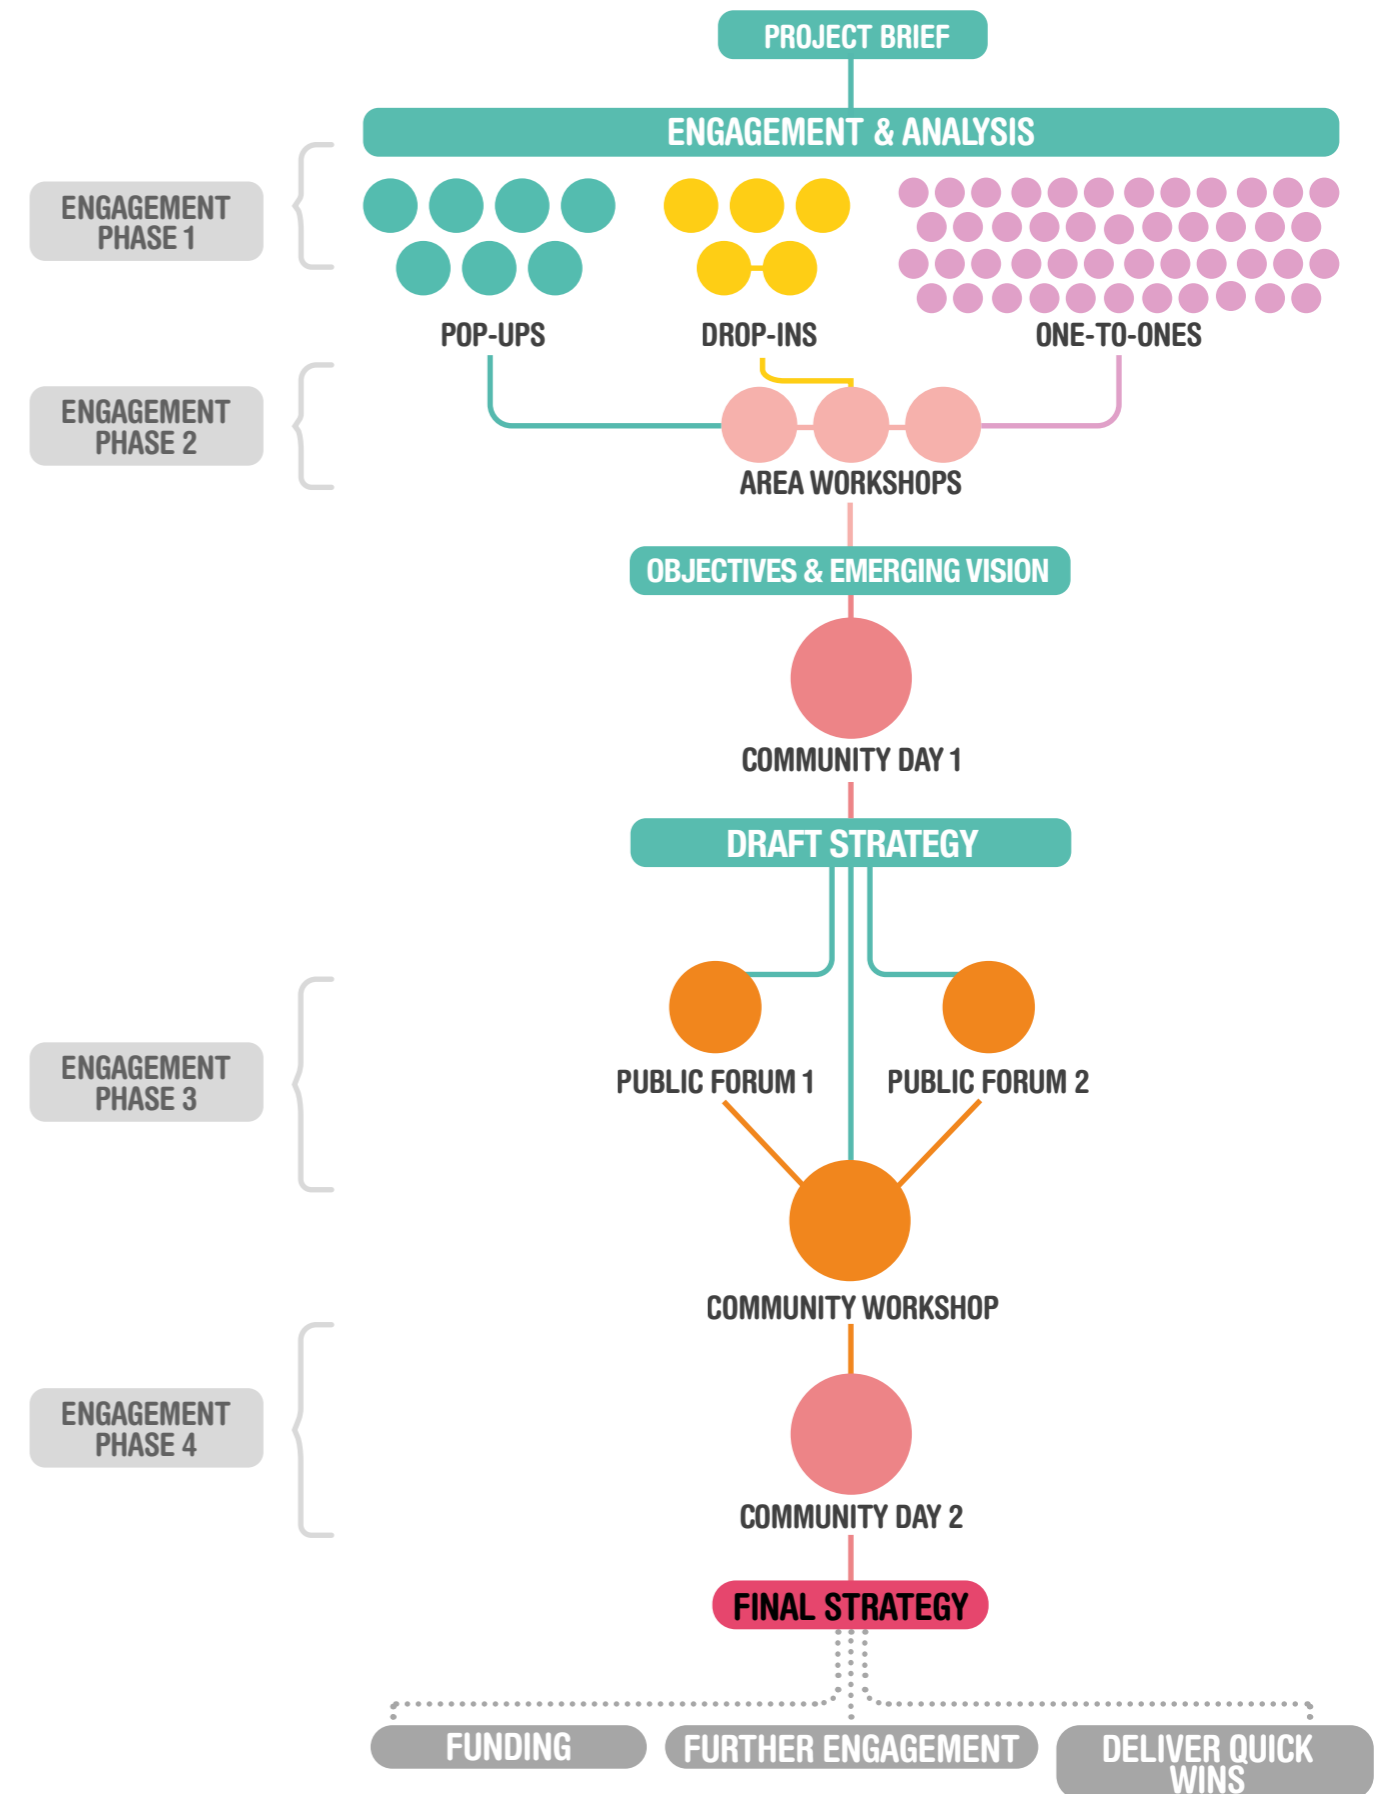 PROJECT BRIEF
ENGAGEMENT & ANALYSIS
ENGAGEMENT
PHASE 1
POP-UPS
DROP-INS
ONE-TO-ONES
ENGAGEMENT
PHASE 2
AREA WORKSHOPS
OBJECTIVES & EMERGING VISION
COMMUNITY DAY 1
DRAFT STRATEGY
ENGAGEMENT
PHASE 3
PUBLIC FORUM 1
PUBLIC FORUM 2
COMMUNITY WORKSHOP
ENGAGEMENT
PHASE 4
COMMUNITY DAY 2
FINAL STRATEGY
FUNDING
FURTHER ENGAGEMENT
DELIVER QUICK
WINS